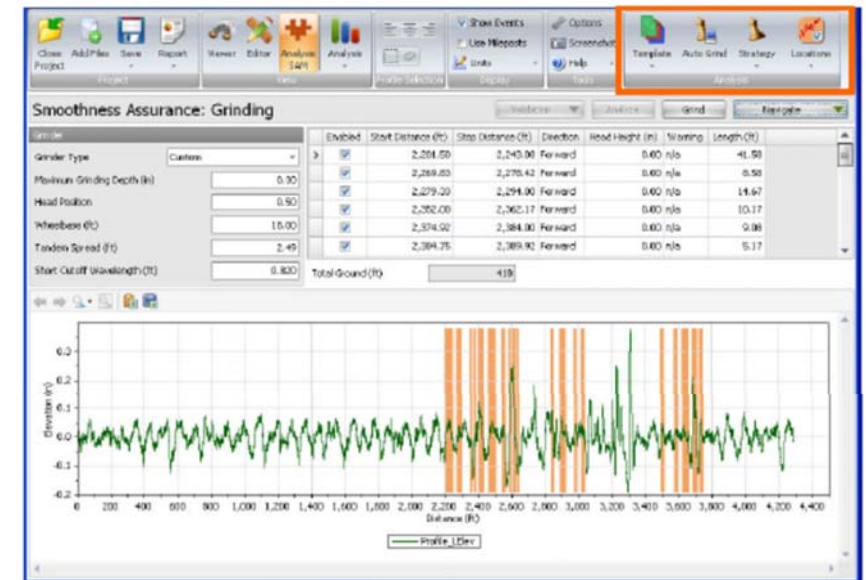 Close Project
Add Files
Save
Report
Viewer
Editor
Analysis SAM
Analysis
Show Events
Use Mileposts
Units
Options
Screenshot
Help
Template
Auto Grind
Strategy
Locations
Project
View
Profile Selection
Display
Tools
Analysis
Smoothness Assurance: Grinding
Analyze
Grind
Navigate
Grinder
Grinder Type Custom
Maximum Grinding Depth (in) 0.30
Head Position 0.50
Wheelbase (ft) 18.00
Tandem Spread (ft) 2.49
Short Cutoff Wavelength (ft) 0.820
Enabled Start Distance (ft) Stop Distance (ft) Direction Head Height (in) Warning Length (ft)
2,201.50 2,243.08 Forward 0.00 n/a 41.58
2,269.83 2,278.42 Forward 0.00 n/a 8.58
2,279.33 2,294.00 Forward 0.00 n/a 14.67
2,352.00 2,362.17 Forward 0.00 n/a 10.17
2,374.92 2,384.00 Forward 0.00 n/a 9.08
2,384.75 2,389.92 Forward 0.00 n/a 5.17
Total Ground (ft) 419
Elevation (in)
0.3
0.2
0.1
0.0
-0.1
-0.2
0 200 400 600 800 1,000 1,200 1,400 1,600 1,800 2,000 2,200 2,400 2,600 2,800 3,000 3,200 3,400 3,600 3,800 4,000 4,200 4,400
Distance (ft)
Profile_LElev